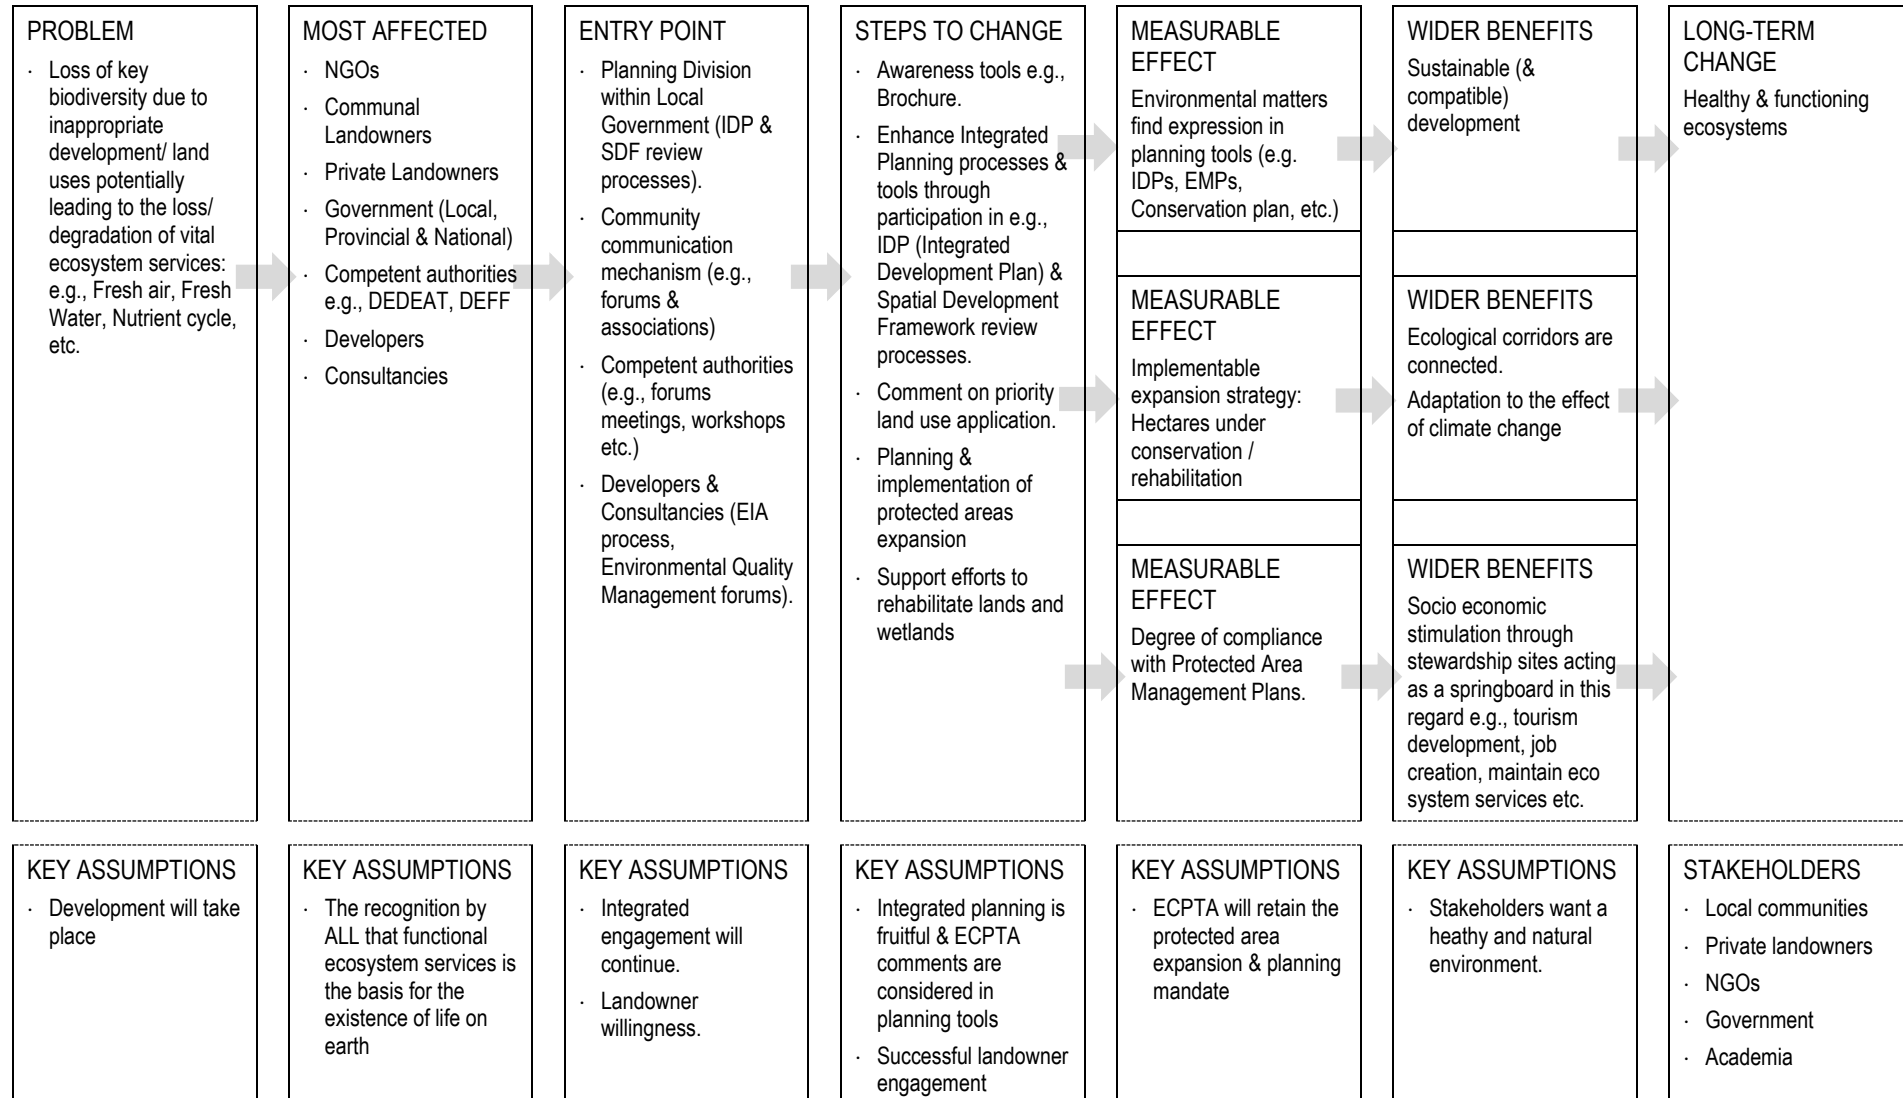 PROBLEM
· Loss of key
biodiversity due to
inappropriate
development/ land
uses potentially
leading to the loss/
degradation of vital
ecosystem services:
e.g., Fresh air, Fresh
Water, Nutrient cycle,
etc.
MOST AFFECTED
· NGOs
· Communal
Landowners
· Private Landowners
· Government (Local,
Provincial & National)
· Competent authorities
e.g., DEDEAT, DEFF
· Developers
· Consultancies
ENTRY POINT
· Planning Division
within Local
Government (IDP &
SDF review
processes).
· Community
communication
mechanism (e.g.,
forums &
associations)
· Competent authorities
(e.g., forums
meetings, workshops
etc.)
· Developers &
Consultancies (EIA
process,
Environmental Quality
Management forums).
STEPS TO CHANGE
· Awareness tools e.g.,
Brochure.
· Enhance Integrated
Planning processes &
tools through
participation in e.g.,
IDP (Integrated
Development Plan) &
Spatial Development
Framework review
processes.
· Comment on priority
land use application.
· Planning &
implementation of
protected areas
expansion
· Support efforts to
rehabilitate lands and
wetlands
MEASURABLE
EFFECT
Environmental matters
find expression in
planning tools (e.g.
IDPs, EMPs,
Conservation plan, etc.)
MEASURABLE
EFFECT
Implementable
expansion strategy:
Hectares under
conservation /
rehabilitation
MEASURABLE
EFFECT
Degree of compliance
with Protected Area
Management Plans.
WIDER BENEFITS
Sustainable (&
compatible)
development
WIDER BENEFITS
Ecological corridors are
connected.
Adaptation to the effect
of climate change
WIDER BENEFITS
Socio economic
stimulation through
stewardship sites acting
as a springboard in this
regard e.g., tourism
development, job
creation, maintain eco
system services etc.
LONG-TERM
CHANGE
Healthy & functioning
ecosystems
KEY ASSUMPTIONS
· Development will take
place
KEY ASSUMPTIONS
· The recognition by
ALL that functional
ecosystem services is
the basis for the
existence of life on
earth
KEY ASSUMPTIONS
· Integrated
engagement will
continue.
· Landowner
willingness.
KEY ASSUMPTIONS
· Integrated planning is
fruitful & ECPTA
comments are
considered in
planning tools
· Successful landowner
engagement
KEY ASSUMPTIONS
· ECPTA will retain the
protected area
expansion & planning
mandate
KEY ASSUMPTIONS
· Stakeholders want a
heathy and natural
environment.
STAKEHOLDERS
· Local communities
· Private landowners
· NGOs
· Government
· Academia